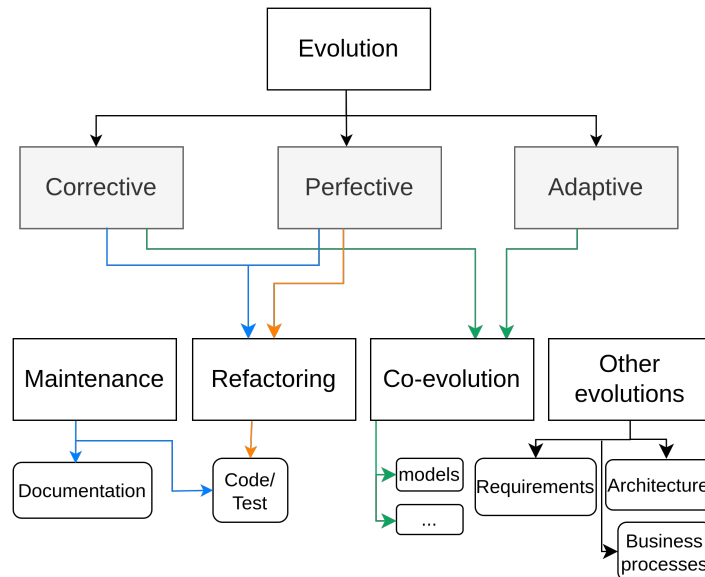 Evolution
Corrective
Perfective
Adaptive
Maintenance
Refactoring
Co-evolution
Other
evolutions
Documentation
Code/
Test
models
...
Requirements
Architecture
Business
processes